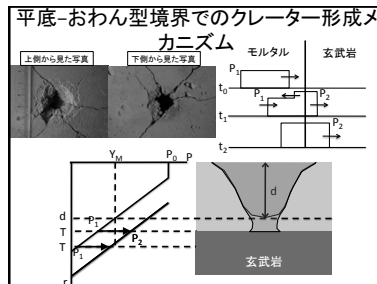 平底–おわん型境界でのクレーター形成メ
カニズム
上側から見た写真
下側から見た写真
モルタル
玄武岩
P1
t0
P1
P2
t1
P2
t2
YM
P0
P
d
P1
T
P2
T
P1
r
d
玄武岩